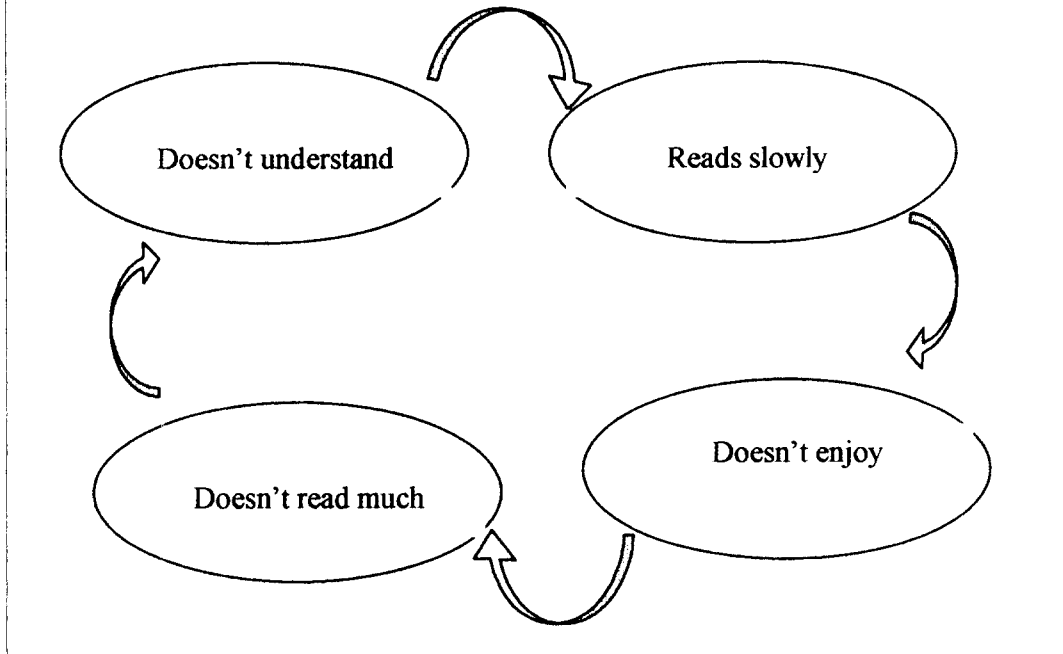 Doesn't understand
Reads slowly
Doesn't enjoy
Doesn't read much